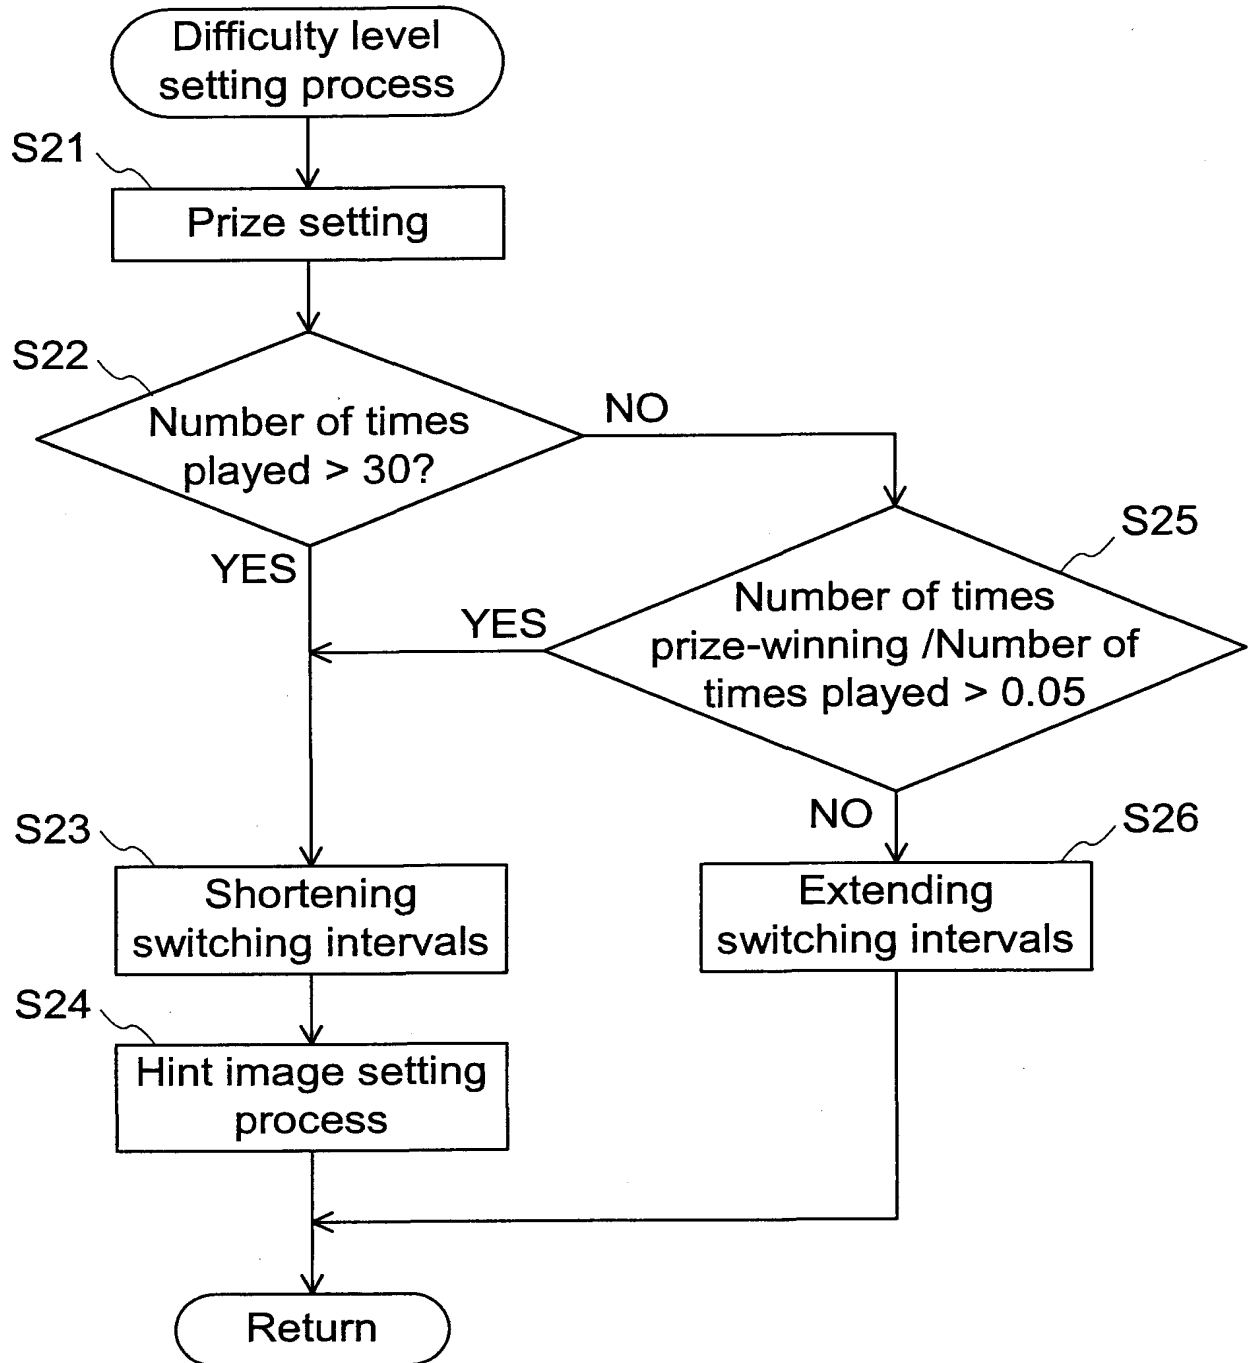 Difficulty level
setting process
S21
Prize setting
S22
Number of times
played > 30?
NO
YES
S25
Number of times
prize-winning /Number of
times played > 0.05
YES
NO
S23
Shortening
switching intervals
S26
Extending
switching intervals
S24
Hint image setting
process
Return